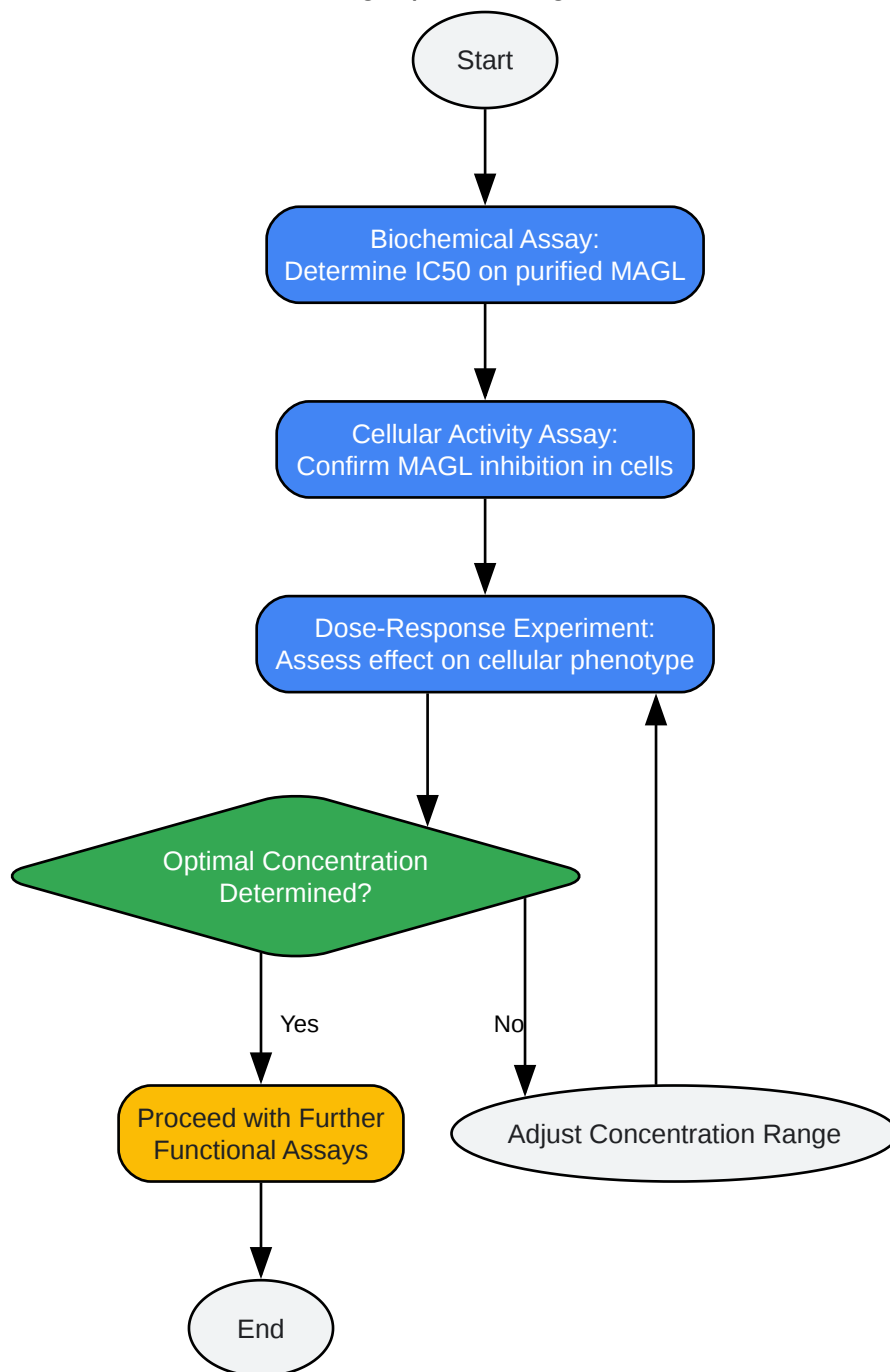 Start
Biochemical Assay:
Determine IC50 on purified MAGL
Cellular Activity Assay:
Confirm MAGL inhibition in cells
Dose-Response Experiment:
Assess effect on cellular phenotype
Optimal Concentration
Determined?
Yes
No
Proceed with Further
Functional Assays
Adjust Concentration Range
End